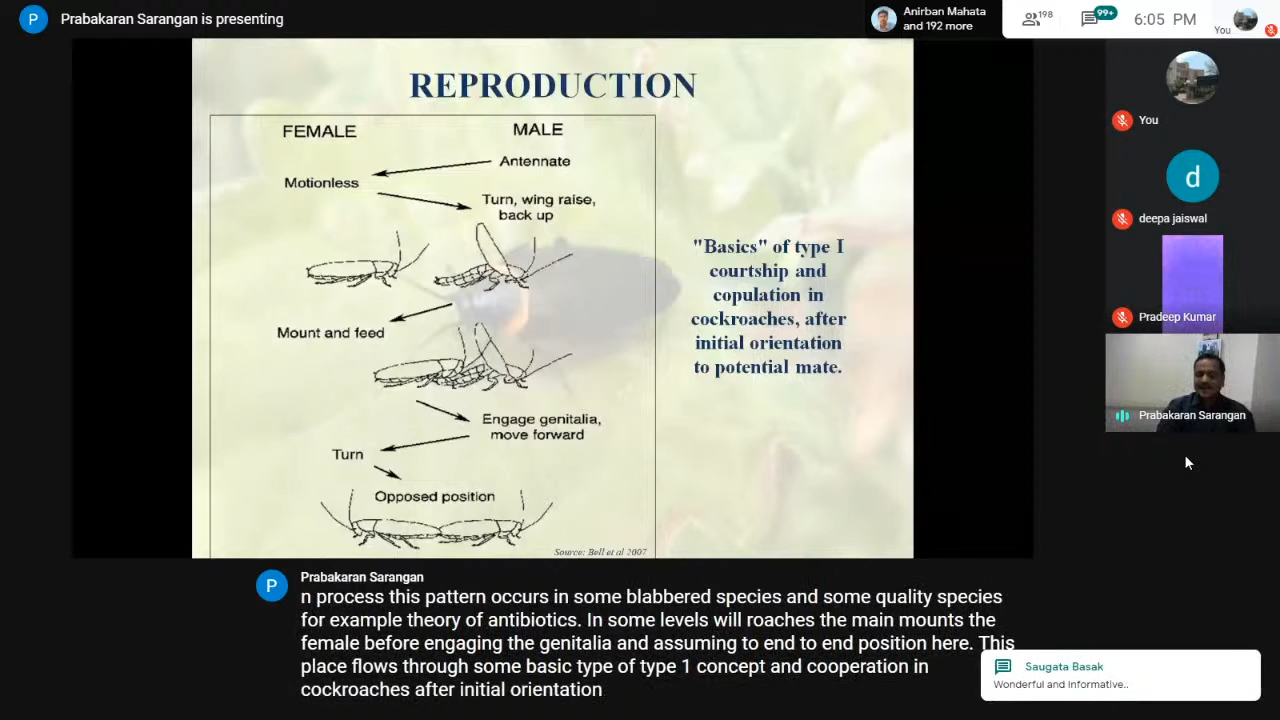 P Prabakaran Sarangan is presenting
Anirban Mahata
and 192 more
198
99+
6:05 PM
You
REPRODUCTION
FEMALE MALE
Antennate
Motionless
Turn, wing raise,
back up
Mount and feed
Engage genitalia,
move forward
Turn
Opposed position
Source: Bell et al 2007
"Basics" of type I
courtship and
copulation in
cockroaches, after
initial orientation
to potential mate.
You
d
deepa jaiswal
Pradeep Kumar
Prabakaran Sarangan
P Prabakaran Sarangan
n process this pattern occurs in some blabbered species and some quality species
for example theory of antibiotics. In some levels will roaches the main mounts the
female before engaging the genitalia and assuming to end to end position here. This
place flows through some basic type of type 1 concept and cooperation in
cockroaches after initial orientation
Saugata Basak
Wonderful and Informative..